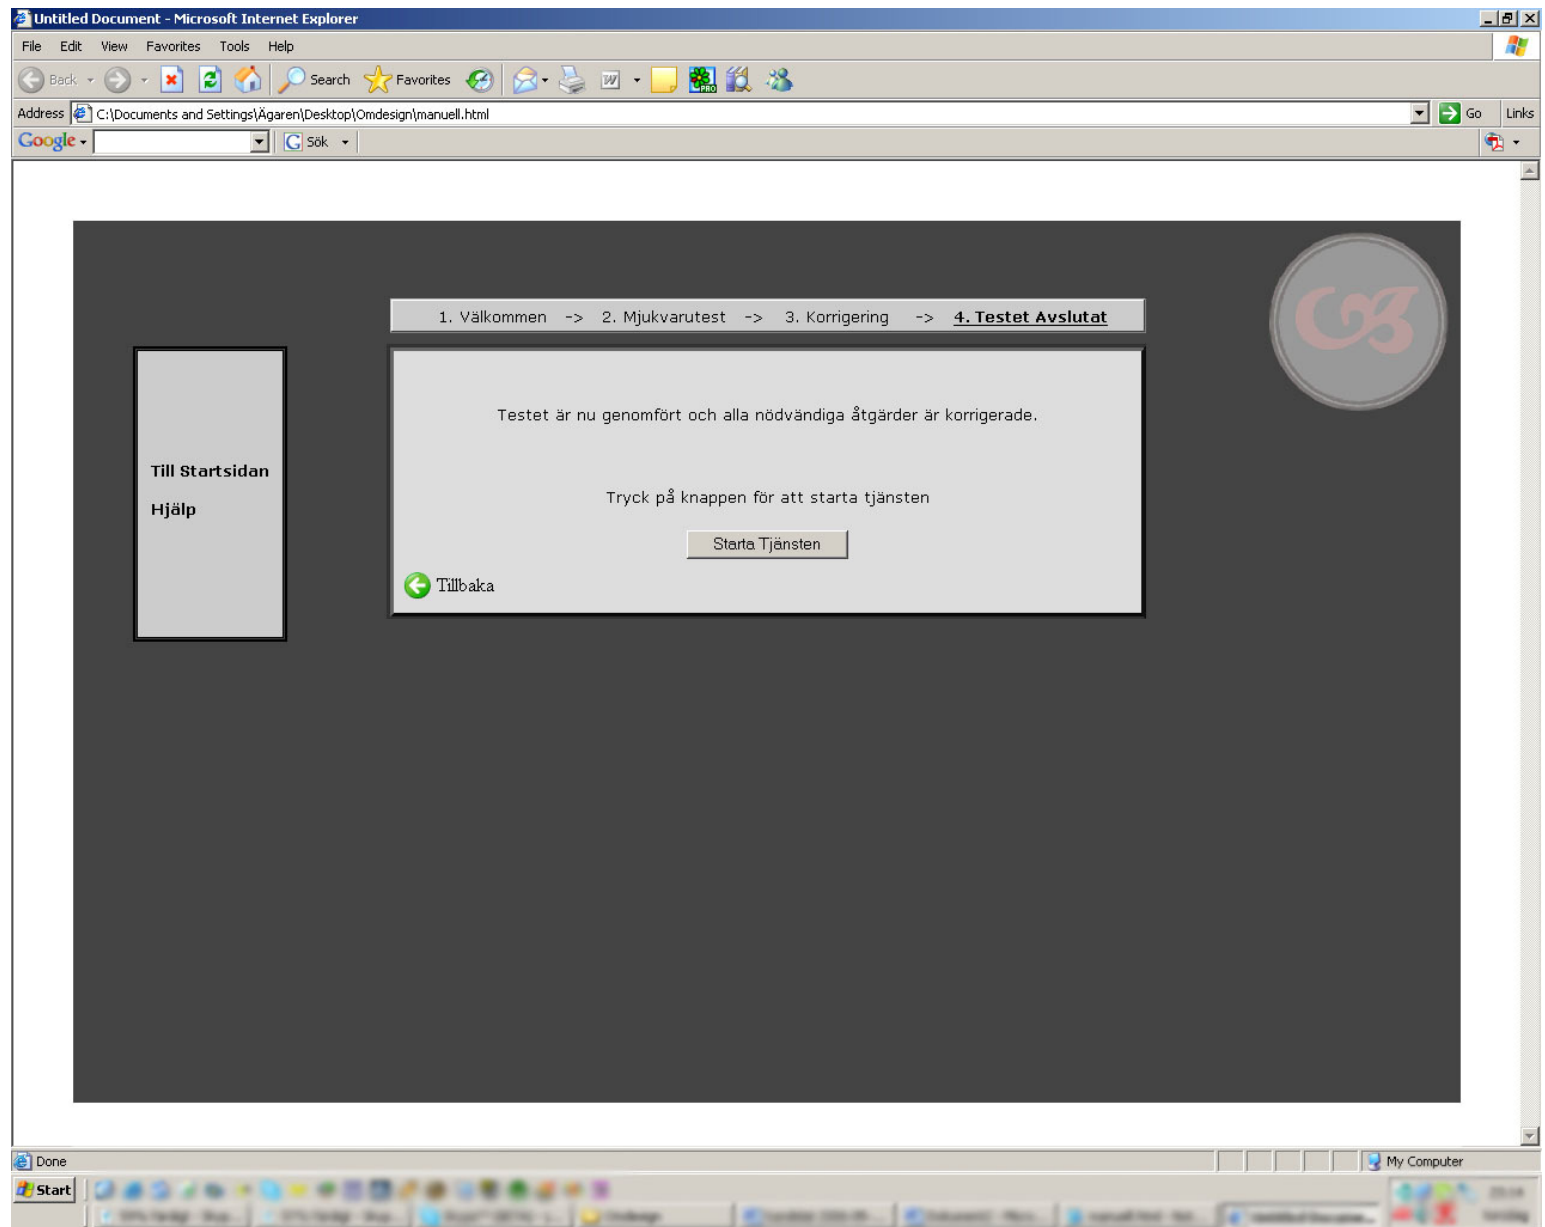 Untitled Document - Microsoft Internet Explorer
File Edit View Favorites Tools Help
Back Search Favorites
Address C:\Documents and Settings\Ägaren\Desktop\Omdesign\manuell.html Go Links
Google G Sök
1. Välkommen -> 2. Mjukvarutest -> 3. Korrigering -> 4. Testet Avslutat
Testet är nu genomfört och alla nödvändiga åtgärder är korrigerade.
Till Startsidan
Hjälp
Tryck på knappen för att starta tjänsten
Starta Tjänsten
Tillbaka
Done My Computer
Start